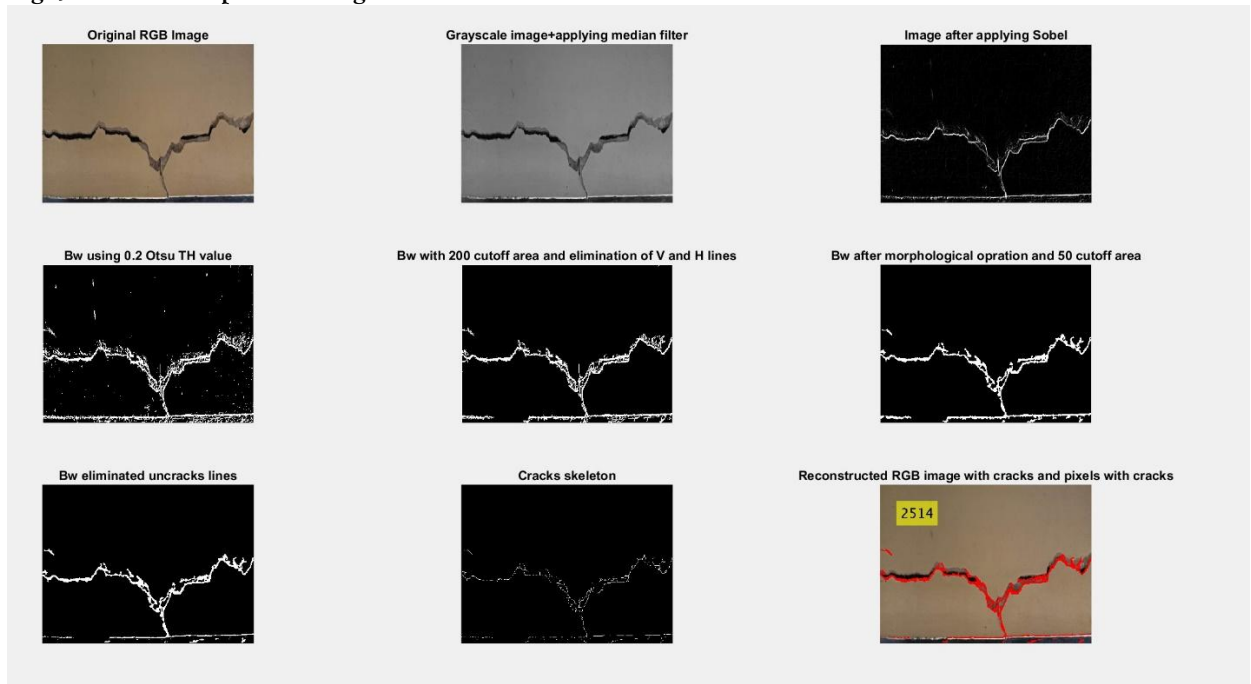 Original RGB Image
Grayscale image+applying median filter
Image after applying Sobel
Bw using 0.2 Otsu TH value
Bw with 200 cutoff area and elimination of V and H lines
Bw after morphological opration and 50 cutoff area
Bw eliminated uncracks lines
Cracks skeleton
Reconstructed RGB image with cracks and pixels with cracks
2514